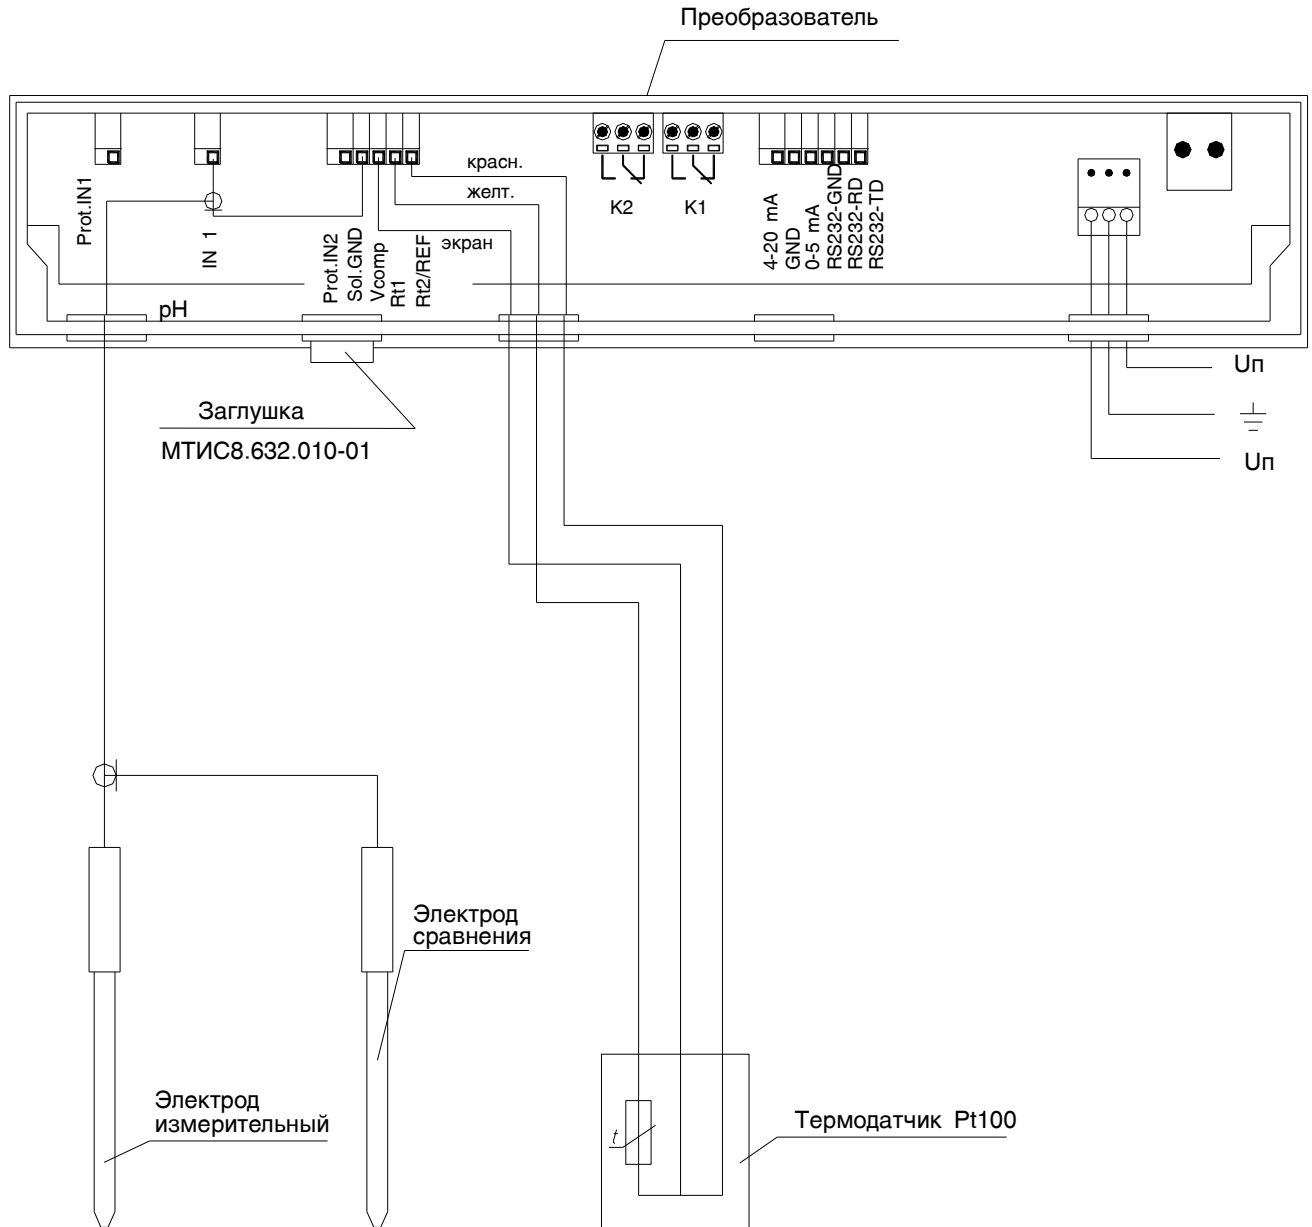 Преобразователь
красн.
желт.
экран
Prot.IN1
IN 1
Prot.IN2
Sol.GND
Vcomp
Rt1
Rt2/REF
K2
K1
4-20 mA
GND
0-5 mA
RS232-GND
RS232-RD
RS232-TD
pH
Uп
Uп
Заглушка
МТИС8.632.010-01
Электрод
сравнения
Электрод
измерительный
t
Термодатчик Pt100